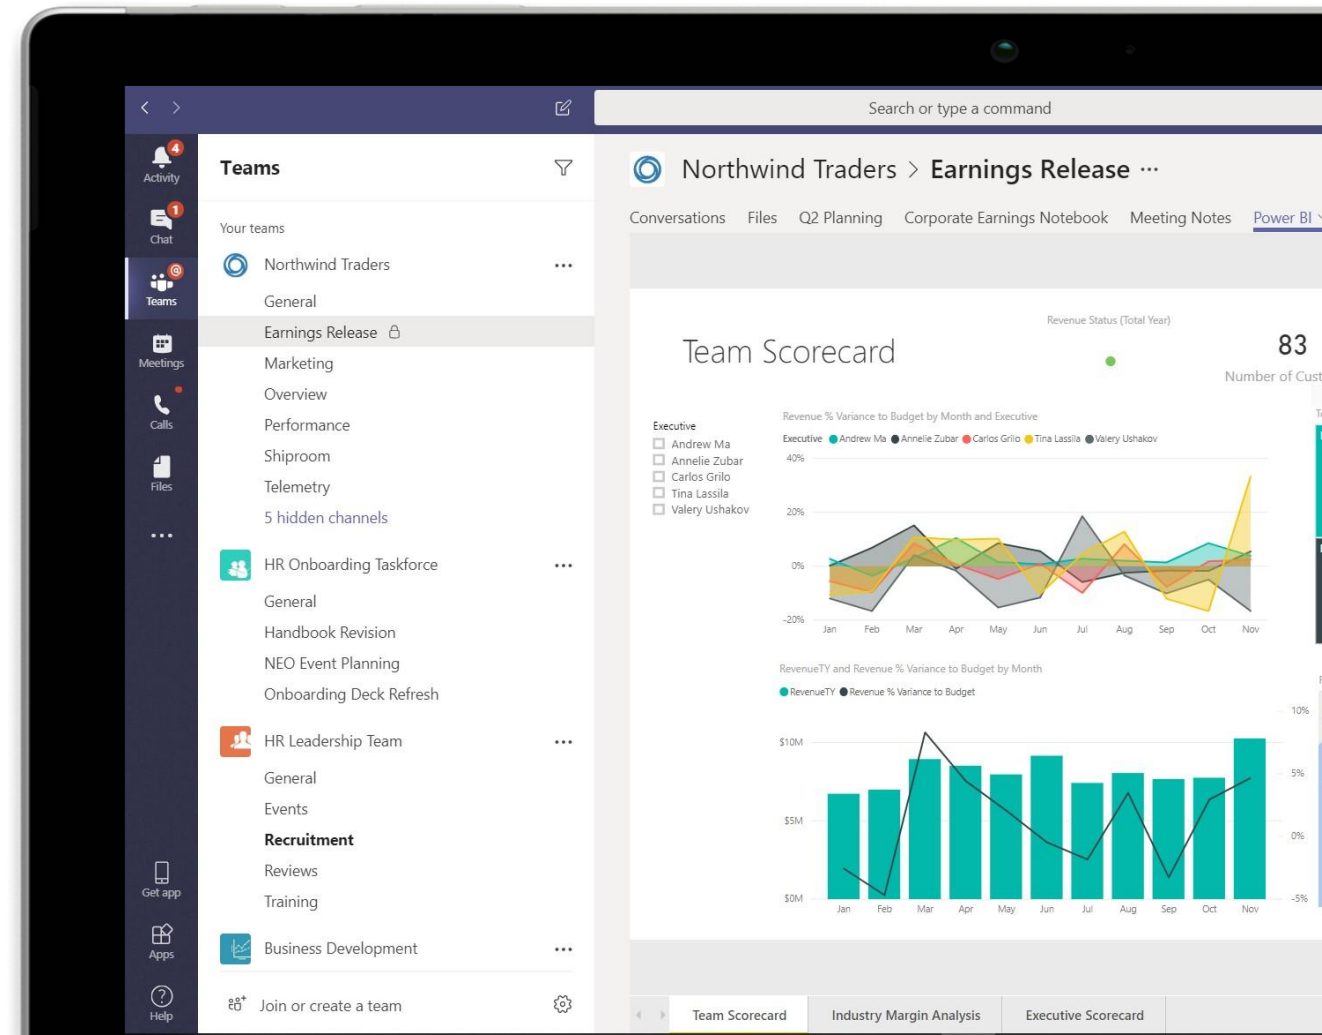 Search or type a command
4
Activity
1
Chat
@
Teams
Meetings
Calls
Files
Get app
Apps
Help
Teams
Your teams
Northwind Traders
General
Earnings Release
Marketing
Overview
Performance
Shiproom
Telemetry
5 hidden channels
HR Onboarding Taskforce
General
Handbook Revision
NEO Event Planning
Onboarding Deck Refresh
HR Leadership Team
General
Events
Recruitment
Reviews
Training
Business Development
Join or create a team
Northwind Traders > Earnings Release
Conversations Files Q2 Planning Corporate Earnings Notebook Meeting Notes Power BI
Team Scorecard
Revenue Status (Total Year)
83
Number of Cust
Executive
Andrew Ma
Annelie Zubar
Carlos Grilo
Tina Lassila
Valery Ushakov
Revenue % Variance to Budget by Month and Executive
Executive Andrew Ma Annelie Zubar Carlos Grilo Tina Lassila Valery Ushakov
40%
20%
0%
-20%
Jan Feb Mar Apr May Jun Jul Aug Sep Oct Nov
RevenueTY and Revenue % Variance to Budget by Month
RevenueTY Revenue % Variance to Budget
$10M
$5M
$0M
10%
5%
0%
-5%
Jan Feb Mar Apr May Jun Jul Aug Sep Oct Nov
Team Scorecard Industry Margin Analysis Executive Scorecard